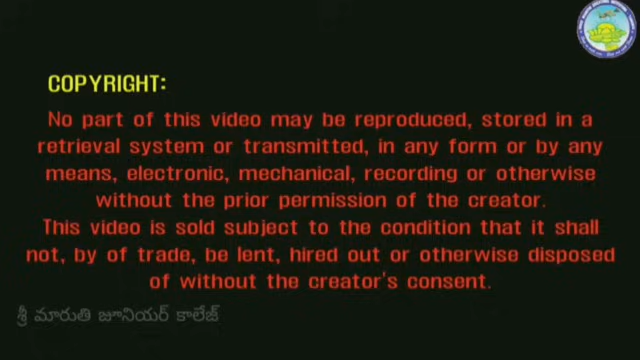 COPYRIGHT:
No part of this video may be reproduced, stored in a
retrieval system or transmitted, in any form or by any
means, electronic, mechanical, recording or otherwise
without the prior permission of the creator.
This video is sold subject to the condition that it shall
not, by of trade, be lent, hired out or otherwise disposed
of without the creator's consent.
శ్రీ మారుతి జూనియర్ కాలేజ్